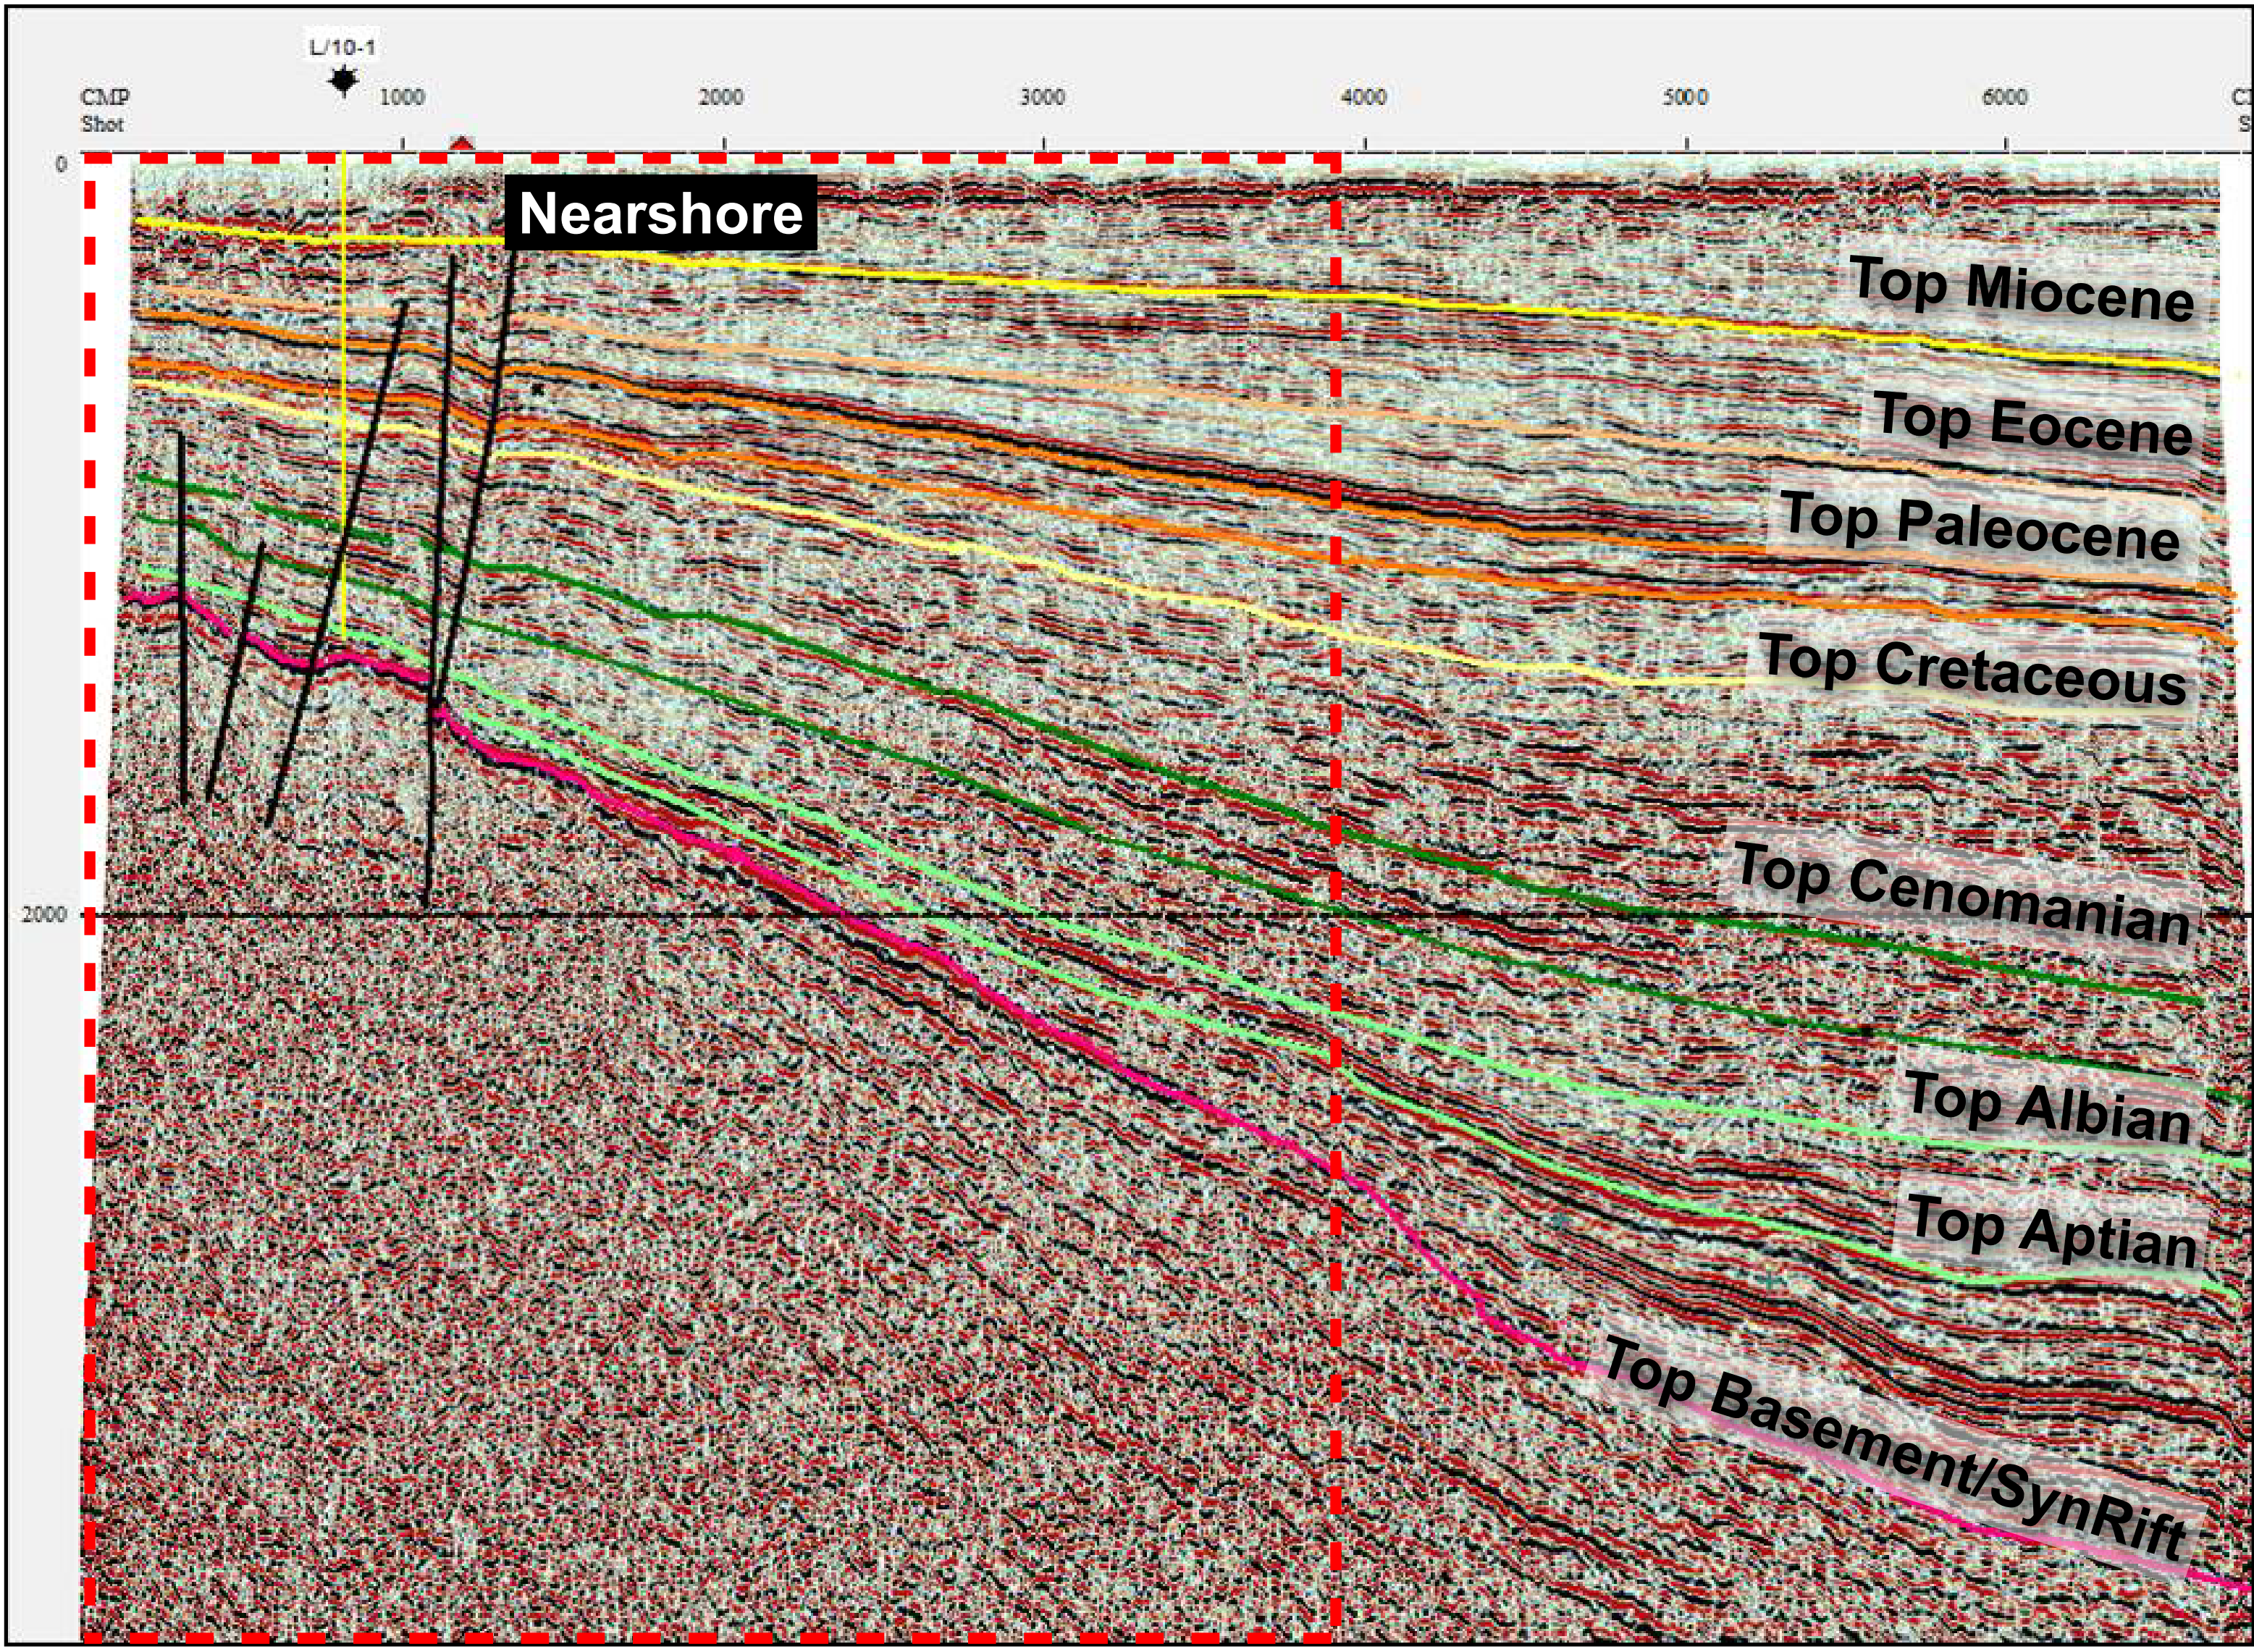 L/10-1
CMP 1000 2000 3000 4000 5000 6000
Shot
0
Nearshore
Top Miocene
Top Eocene
Top Paleocene
Top Cretaceous
Top Cenomanian
2000
Top Albian
Top Aptian
Top Basement/SynRift